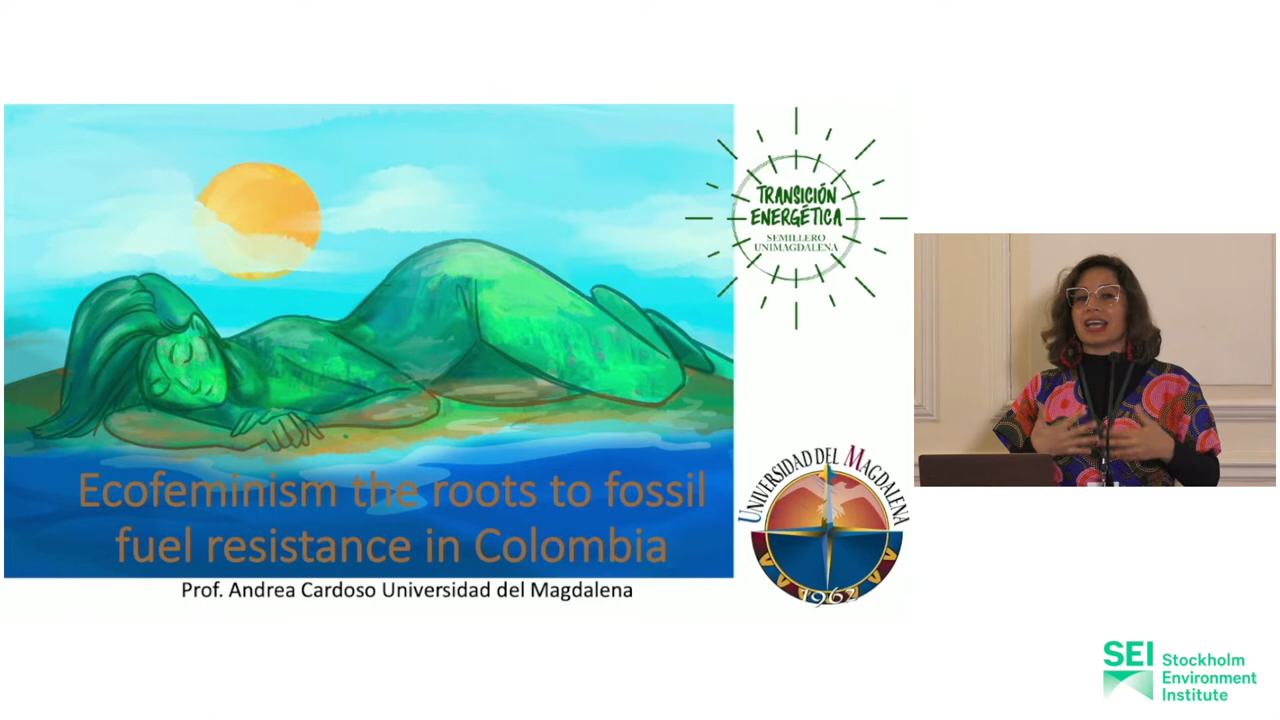 TRANSICIÓN
ENERGÉTICA
SEMILLERO
UNIMAGDALENA
Ecofeminism the roots to fossil
fuel resistance in Colombia
Prof. Andrea Cardoso Universidad del Magdalena
UNIVERSIDAD DEL MAGDALENA
1962
SEI Stockholm
Environment
Institute